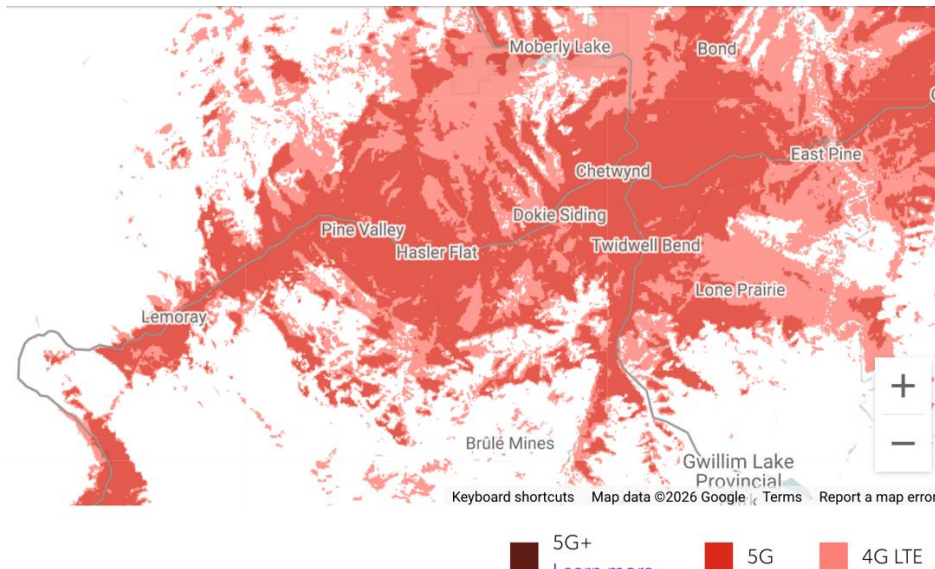 Moberly Lake
Bond
East Pine
Chetwynd
Dokie Siding
Pine Valley
Hasler Flat
Twidwell Bend
Lone Prairie
Lemoray
Brûlé Mines
Gwillim Lake
Provincial
+
−
Keyboard shortcuts Map data ©2026 Google Terms Report a map error
5G+
5G
4G LTE